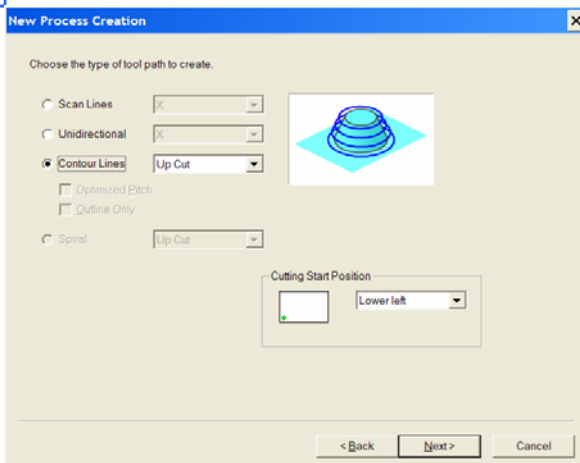 New Process Creation
Choose the type of tool path to create.
Scan Lines X
Unidirectional X
Contour Lines Up Cut
Optimized Pitch
Outline Only
Spiral Up Cut
Cutting Start Position
Lower left
< Back Next > Cancel